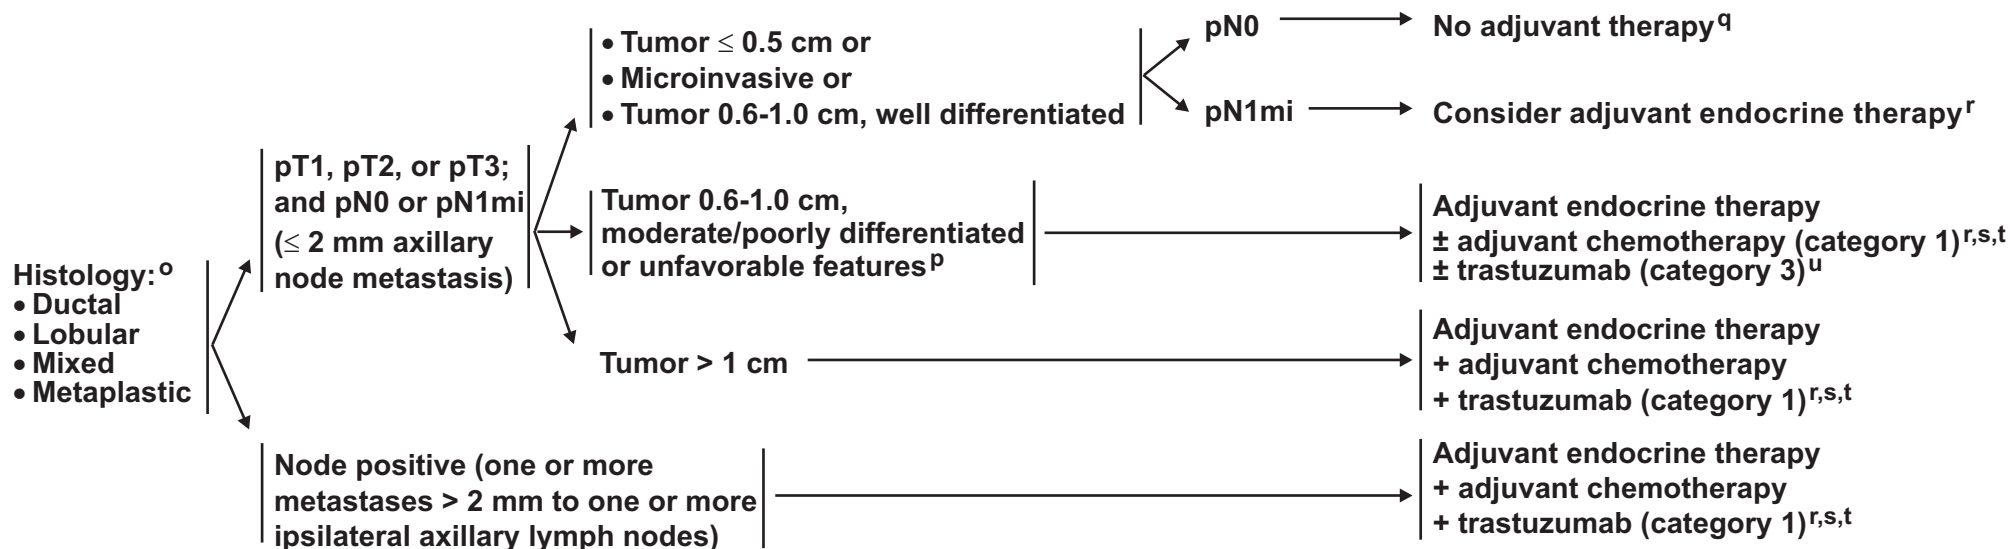 Histology:o
• Ductal
• Lobular
• Mixed
• Metaplastic
pT1, pT2, or pT3;
and pN0 or pN1mi
(≤ 2 mm axillary
node metastasis)
• Tumor ≤ 0.5 cm or
• Microinvasive or
• Tumor 0.6-1.0 cm, well differentiated
pN0
No adjuvant therapyq
pN1mi
Consider adjuvant endocrine therapyr
Tumor 0.6-1.0 cm,
moderate/poorly differentiated
or unfavorable featuresp
Adjuvant endocrine therapy
± adjuvant chemotherapy (category 1)r,s,t
± trastuzumab (category 3)u
Tumor > 1 cm
Adjuvant endocrine therapy
+ adjuvant chemotherapy
+ trastuzumab (category 1)r,s,t
Node positive (one or more
metastases > 2 mm to one or more
ipsilateral axillary lymph nodes)
Adjuvant endocrine therapy
+ adjuvant chemotherapy
+ trastuzumab (category 1)r,s,t